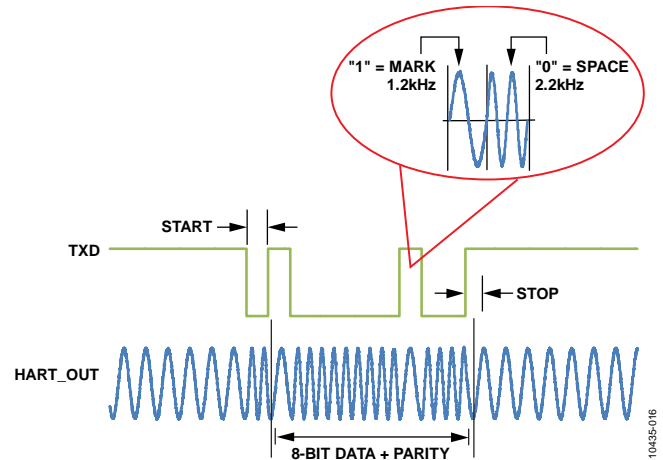 "1" = MARK
1.2kHz
"0" = SPACE
2.2kHz
START
TXD
STOP
HART_OUT
8-BIT DATA + PARITY
10435-016